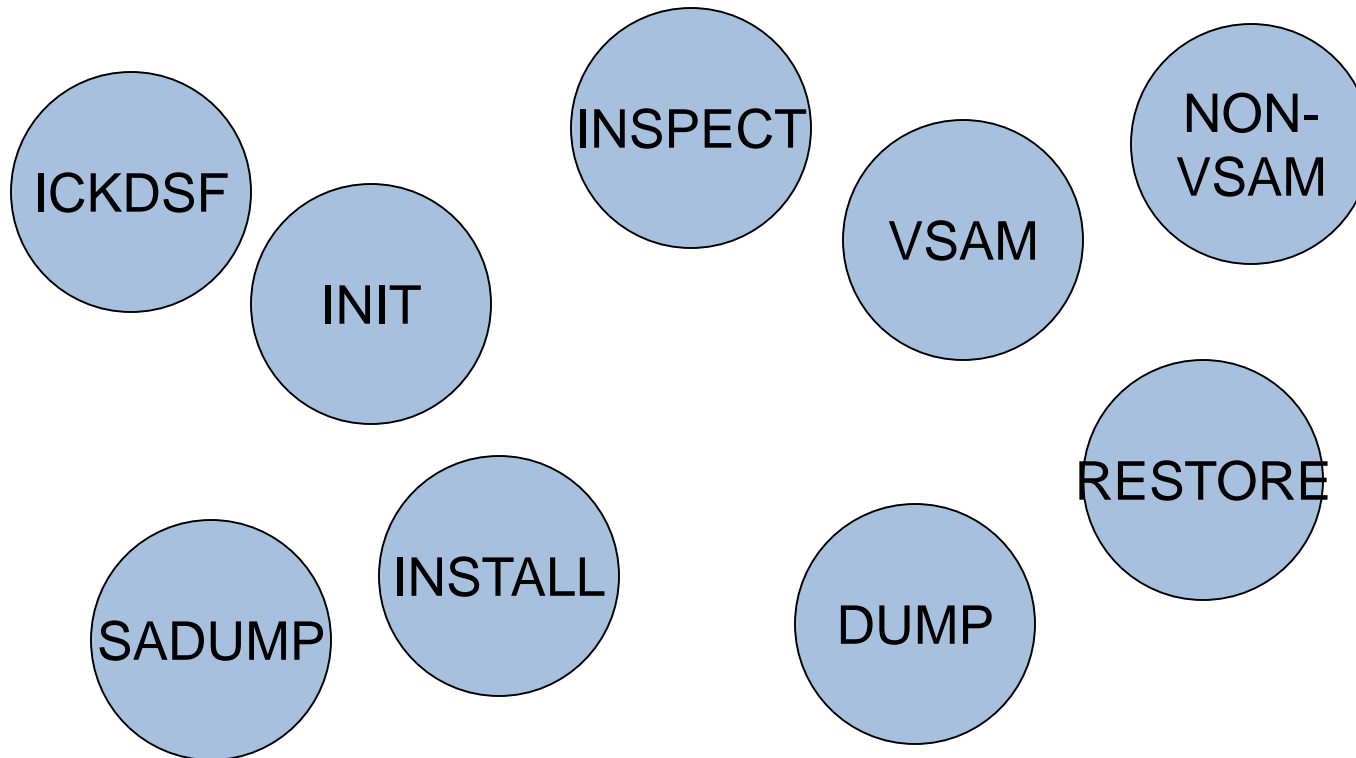 ICKDSF
INIT
INSPECT
VSAM
NON-
VSAM
RESTORE
INSTALL
SADUMP
DUMP